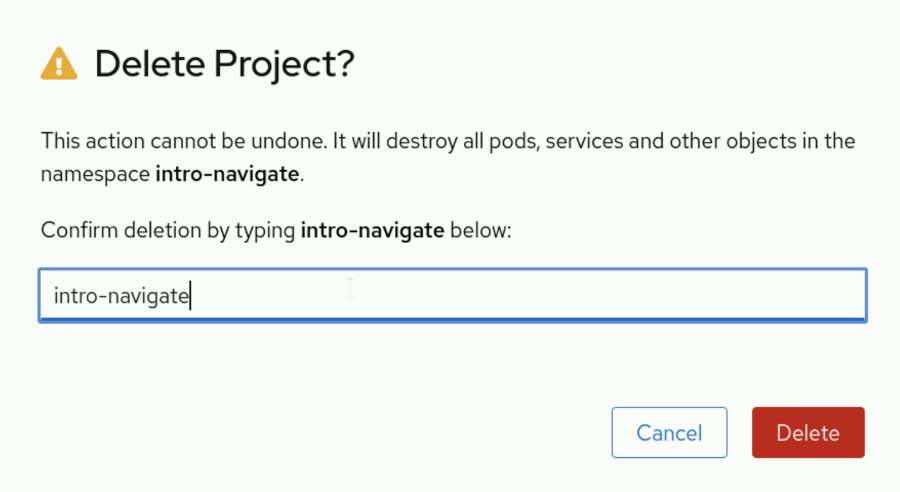 Delete Project?
This action cannot be undone. It will destroy all pods, services and other objects in the
namespace intro-navigate.
Confirm deletion by typing intro-navigate below:
intro-navigate
Cancel
Delete